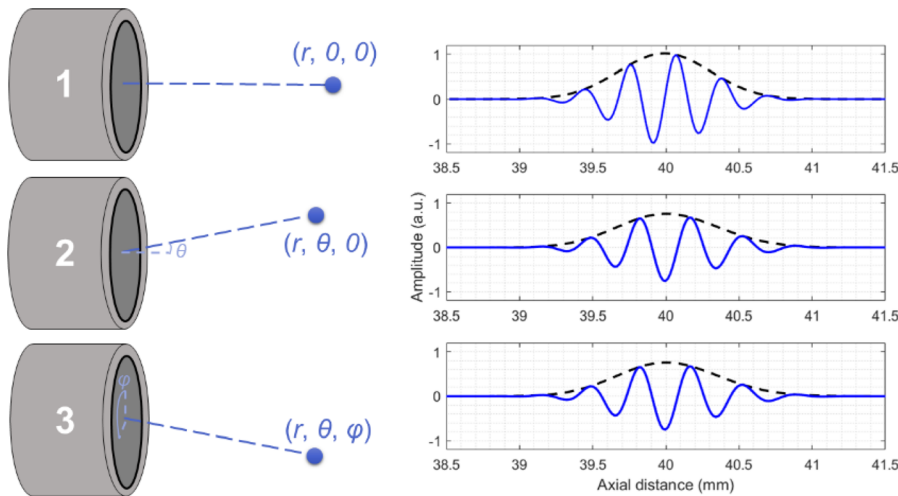 1
(r, 0, 0)
1
0
-1
38.5 39 39.5 40 40.5 41 41.5
2
θ
(r, θ, 0)
Amplitude (a.u.)
1
0
-1
38.5 39 39.5 40 40.5 41 41.5
3
φ
(r, θ, φ)
1
0
-1
38.5 39 39.5 40 40.5 41 41.5
Axial distance (mm)